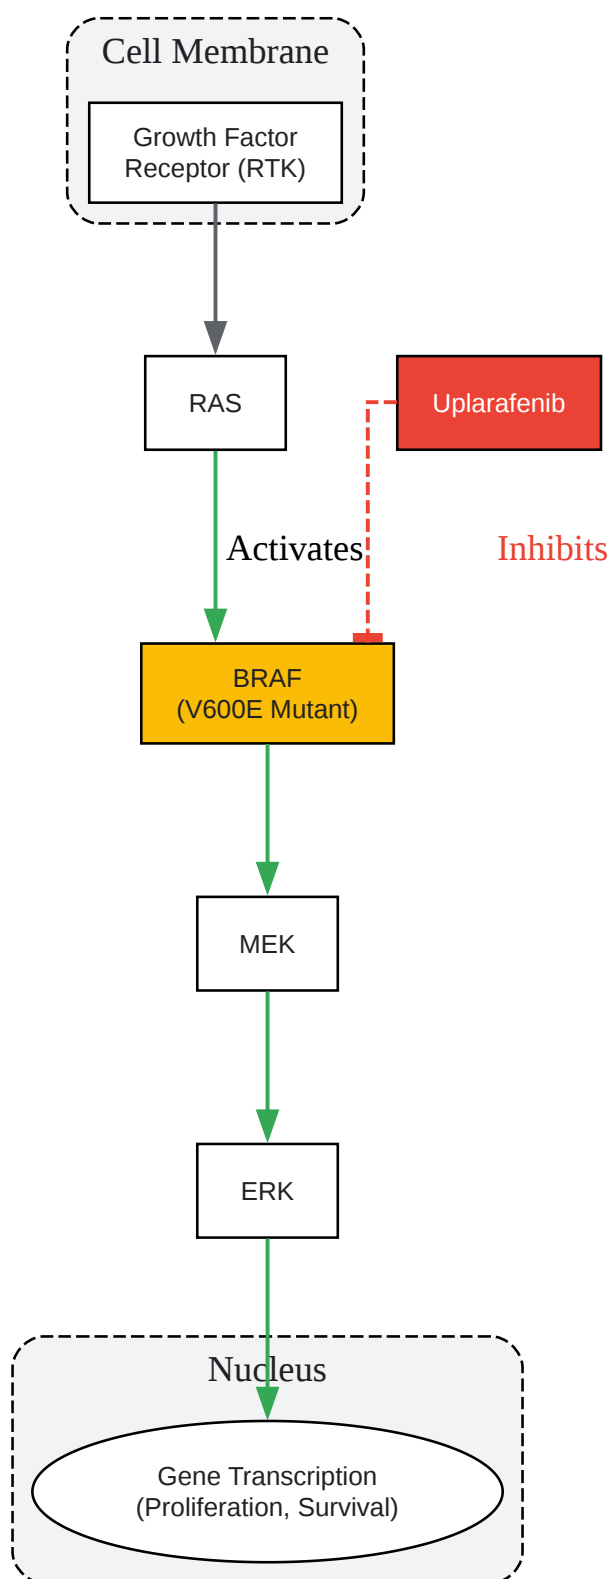 Cell Membrane
Growth Factor
Receptor (RTK)
RAS
Uplarafenib
Activates
Inhibits
BRAF
(V600E Mutant)
MEK
ERK
Nucleus
Gene Transcription
(Proliferation, Survival)